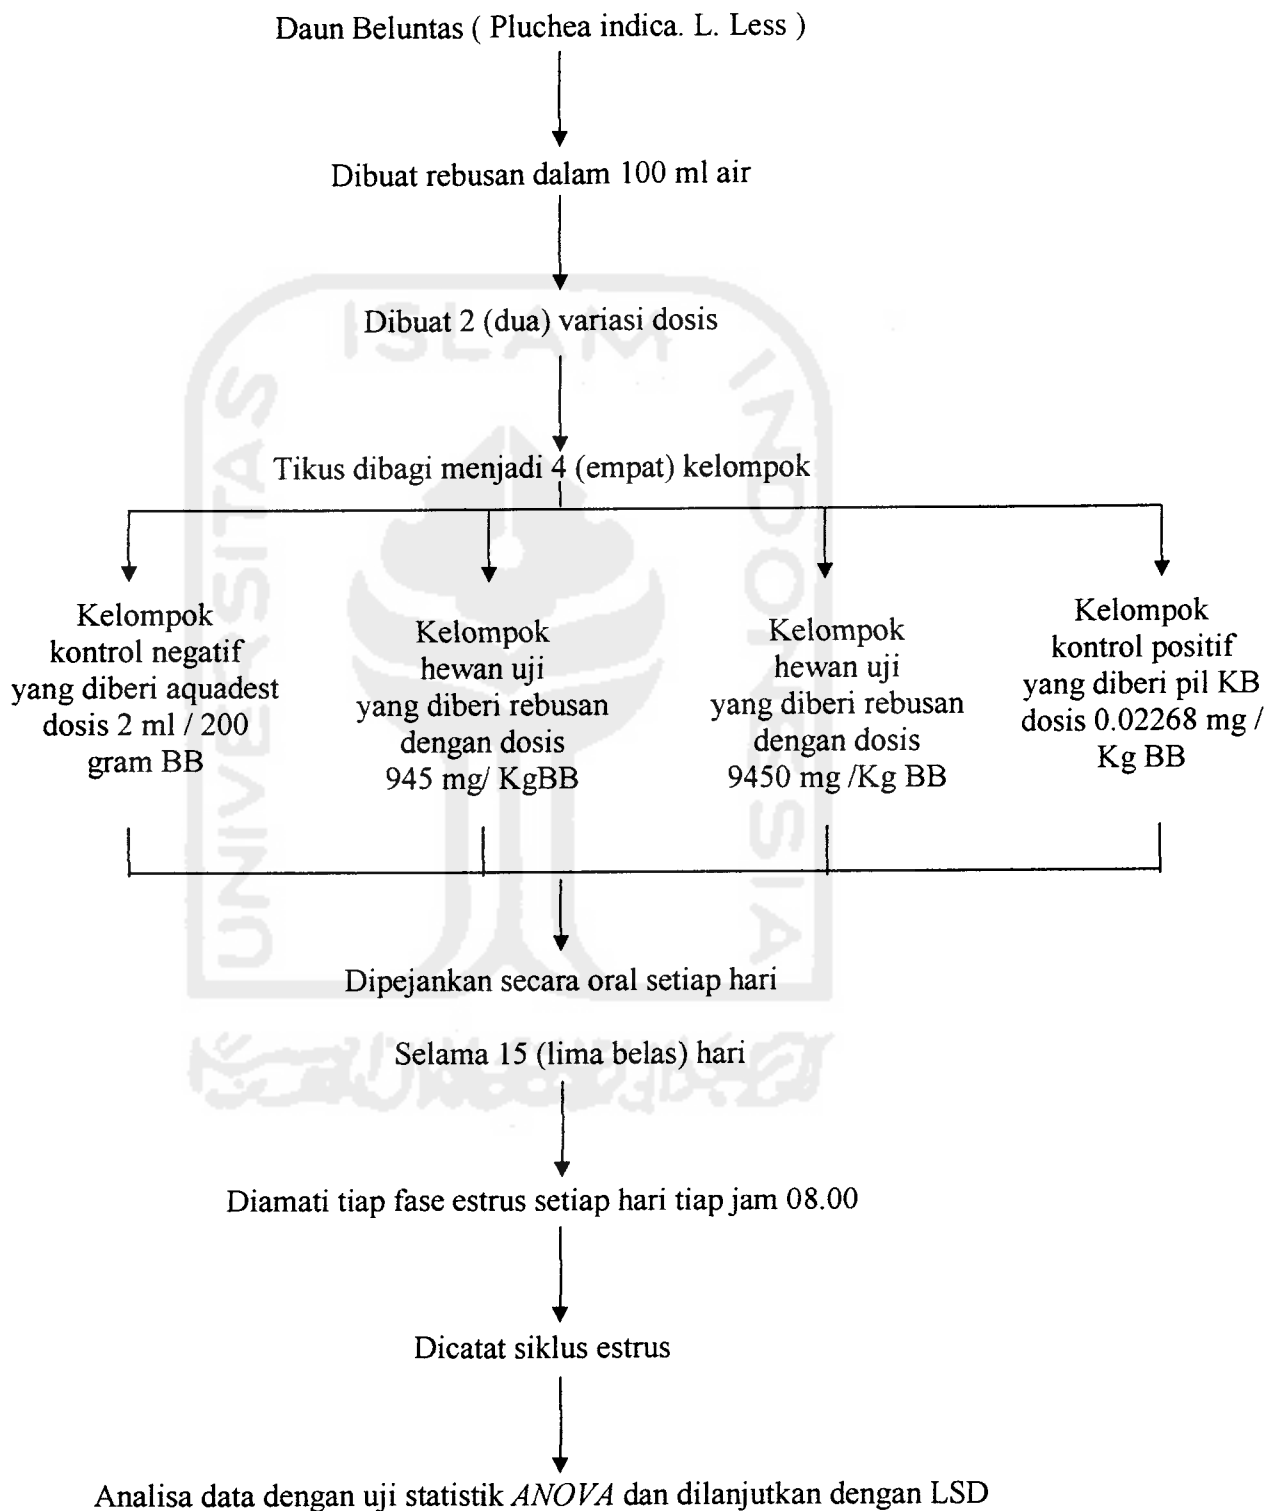 Daun Beluntas ( Pluchea indica. L. Less )
Dibuat rebusan dalam 100 ml air
Dibuat 2 (dua) variasi dosis
Tikus dibagi menjadi 4 (empat) kelompok
Kelompok
kontrol negatif
yang diberi aquadest
dosis 2 ml / 200
gram BB
Kelompok
hewan uji
yang diberi rebusan
dengan dosis
945 mg/ KgBB
Kelompok
hewan uji
yang diberi rebusan
dengan dosis
9450 mg /Kg BB
Kelompok
kontrol positif
yang diberi pil KB
dosis 0.02268 mg /
Kg BB
Dipejankan secara oral setiap hari
Selama 15 (lima belas) hari
Diamati tiap fase estrus setiap hari tiap jam 08.00
Dicatat siklus estrus
Analisa data dengan uji statistik ANOVA dan dilanjutkan dengan LSD
UNIVERSITAS
ISLAM
INDONESIA